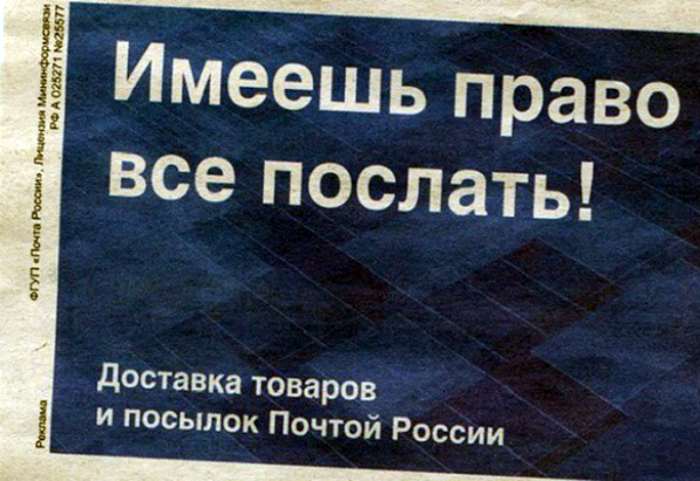 Имеешь право
все послать!
Доставка товаров
и посылок Почтой России
ФГУП «Почта России», Лицензия Мининформсвязи
РФ А 025271 №25577
Реклама